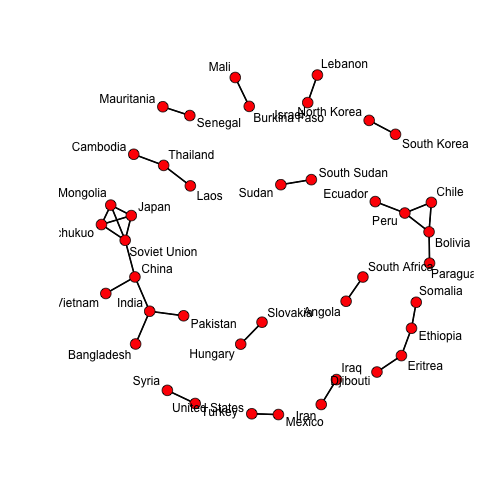 Lebanon
Mali
Mauritania
Israel
North Korea
Burkina Faso
Senegal
South Korea
Cambodia
Thailand
South Sudan
Laos
Sudan
Mongolia
Ecuador
Chile
Japan
Peru
chukuo
Bolivia
Soviet Union
China
South Africa
Paragua
Vietnam
India
Somalia
Slovakia
Angola
Pakistan
Ethiopia
Hungary
Bangladesh
Eritrea
Iraq
Djibouti
Syria
United States
Turkey
Iran
Mexico